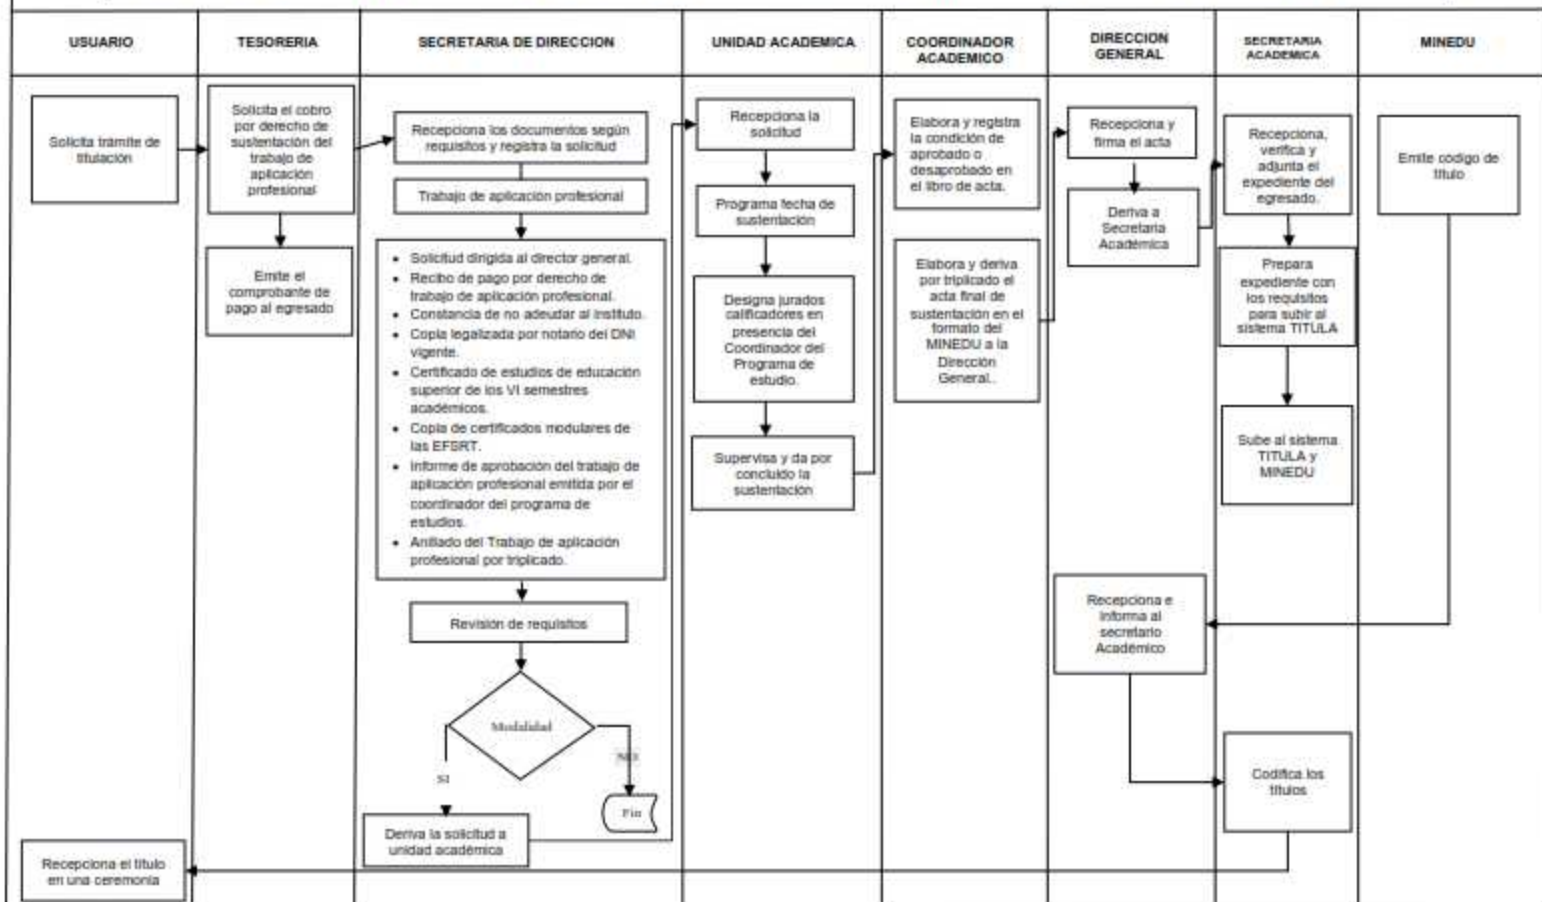 USUARIO
TESORERIA
SECRETARIA DE DIRECCION
UNIDAD ACADEMICA
COORDINADOR
ACADEMICO
DIRECCION
GENERAL
SECRETARIA
ACADEMICA
MINEDU
Solicita trámite de
titulación
Solicita el cobro
por derecho de
sustentación del
trabajo de
aplicación
profesional
Emite el
comprobante de
pago al egresado
Recepciona los documentos según
requisitos y registra la solicitud
Trabajo de aplicación profesional
• Solicitud dirigida al director general.
• Recibo de pago por derecho de
trabajo de aplicación profesional.
• Constancia de no adeudar al instituto.
• Copia legalizada por notario del DNI
vigente.
• Certificado de estudios de educación
superior de los VI semestres
académicos.
• Copia de certificados modulares de
las EFSRT.
• Informe de aprobación del trabajo de
aplicación profesional emitida por el
coordinador del programa de
estudios.
• Anillado del Trabajo de aplicación
profesional por triplicado.
Revisión de requisitos
Modalidad
SI
NO
Fin
Deriva la solicitud a
unidad académica
Recepciona la
solicitud
Programa fecha de
sustentación
Designa jurados
calificadores en
presencia del
Coordinador del
Programa de
estudio.
Supervisa y da por
concluido la
sustentación
Elabora y registra
la condición de
aprobado o
desaprobado en
el libro de acta.
Elabora y deriva
por triplicado el
acta final de
sustentación en el
formato del
MINEDU a la
Dirección
General..
Recepciona y
firma el acta
Deriva a
Secretaria
Académica
Recepciona,
verifica y
adjunta el
expediente del
egresado.
Prepara
expediente con
los requisitos
para subir al
sistema TITULA
Sube al sistema
TITULA y
MINEDU
Emite código de
título
Recepciona e
informa al
secretario
Académico
Codifica los
títulos
Recepciona el título
en una ceremonia